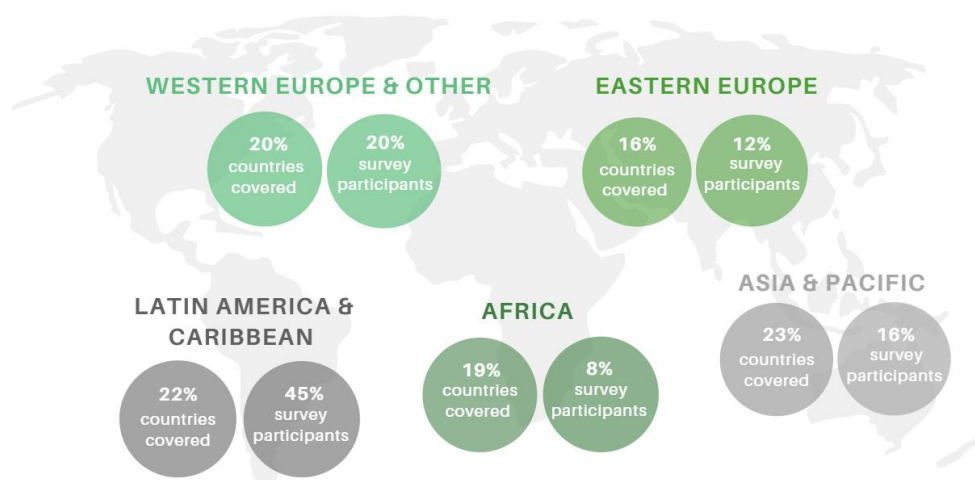 WESTERN EUROPE & OTHER
20%
countries
covered
20%
survey
participants
EASTERN EUROPE
16%
countries
covered
12%
survey
participants
LATIN AMERICA &
CARIBBEAN
22%
countries
covered
45%
survey
participants
AFRICA
19%
countries
covered
8%
survey
participants
ASIA & PACIFIC
23%
countries
covered
16%
survey
participants